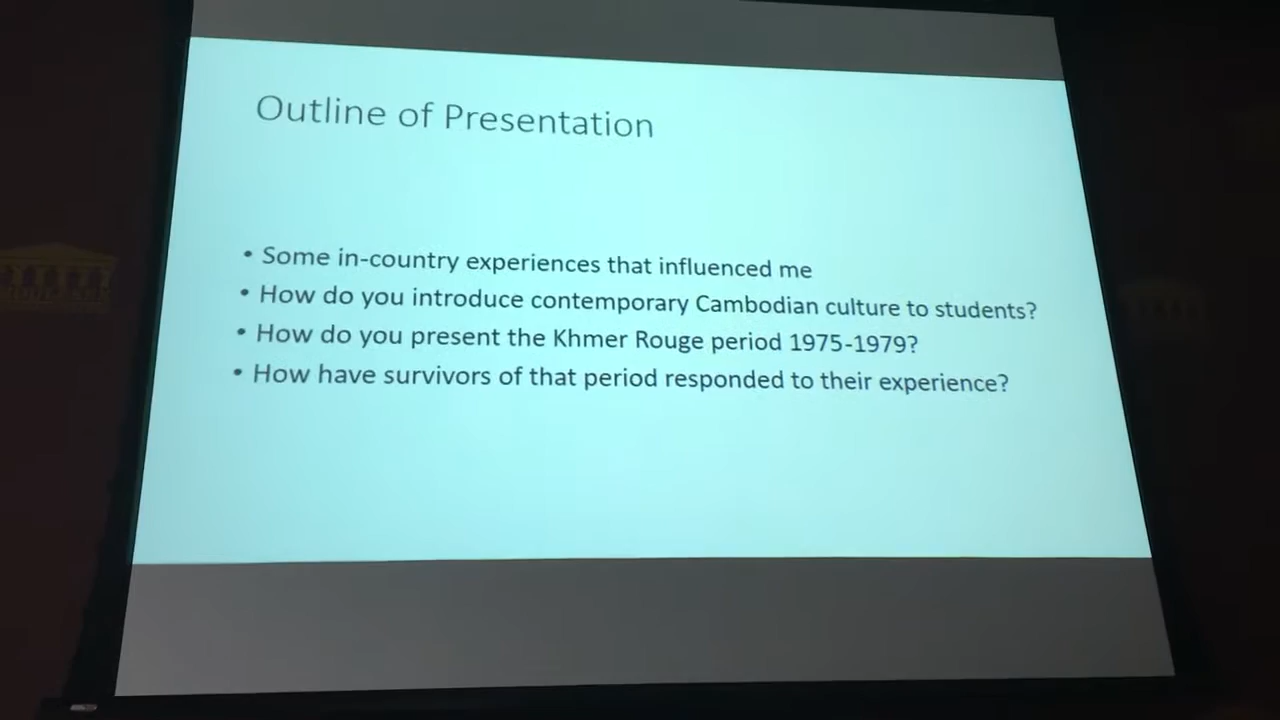 Outline of Presentation
• Some in-country experiences that influenced me
• How do you introduce contemporary Cambodian culture to students?
• How do you present the Khmer Rouge period 1975-1979?
• How have survivors of that period responded to their experience?